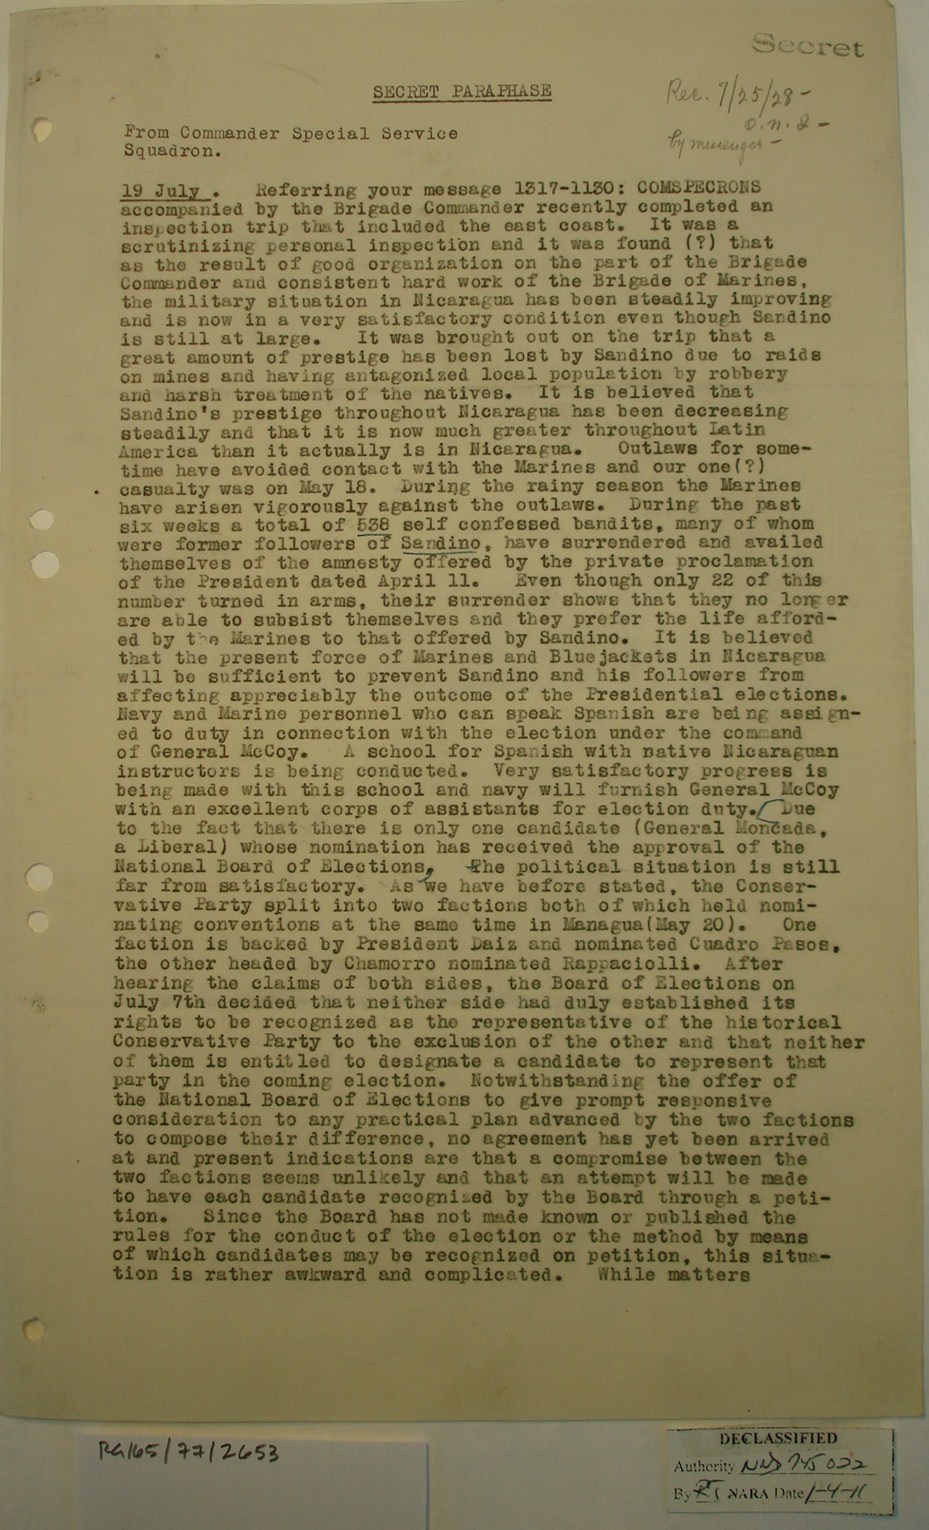 Secret
SECRET PARAPHASE
Rec. 7/25/28 -
O.N.I -
by messenger -
From Commander Special Service
Squadron.
19 July . Referring your message 1317-1130: COMSPECRONS
accompanied by the Brigade Commander recently completed an
inspection trip that included the east coast. It was a
scrutinizing personal inspection and it was found (?) that
as the result of good organization on the part of the Brigade
Commander and consistent hard work of the Brigade of Marines,
the military situation in Nicaragua has been steadily improving
and is now in a very satisfactory condition even though Sandino
is still at large. It was brought out on the trip that a
great amount of prestige has been lost by Sandino due to raids
on mines and having antagonized local population by robbery
and harsh treatment of the natives. It is believed that
Sandino's prestige throughout Nicaragua has been decreasing
steadily and that it is now much greater throughout Latin
America than it actually is in Nicaragua. Outlaws for some-
time have avoided contact with the Marines and our one(?)
casualty was on May 18. During the rainy season the Marines
have arisen vigorously against the outlaws. During the past
six weeks a total of 538 self confessed bandits, many of whom
were former followers of Sandino, have surrendered and availed
themselves of the amnesty offered by the private proclamation
of the President dated April 11. Even though only 22 of this
number turned in arms, their surrender shows that they no longer
are able to subsist themselves and they prefer the life afford-
ed by the Marines to that offered by Sandino. It is believed
that the present force of Marines and Bluejackets in Nicaragua
will be sufficient to prevent Sandino and his followers from
affecting appreciably the outcome of the Presidential elections.
Navy and Marine personnel who can speak Spanish are being assign-
ed to duty in connection with the election under the command
of General McCoy. A school for Spanish with native Nicaraguan
instructors is being conducted. Very satisfactory progress is
being made with this school and navy will furnish General McCoy
with an excellent corps of assistants for election duty. Due
to the fact that there is only one candidate (General Moncada,
a Liberal) whose nomination has received the approval of the
National Board of Elections, the political situation is still
far from satisfactory. As we have before stated, the Conser-
vative Party split into two factions both of which held nomi-
nating conventions at the same time in Managua(May 20). One
faction is backed by President Daiz and nominated Cuadro Pasos,
the other headed by Chamorro nominated Rappaciolli. After
hearing the claims of both sides, the Board of Elections on
July 7th decided that neither side had duly established its
rights to be recognized as the representative of the historical
Conservative Party to the exclusion of the other and that neither
of them is entitled to designate a candidate to represent that
party in the coming election. Notwithstanding the offer of
the National Board of Elections to give prompt responsive
consideration to any practical plan advanced by the two factions
to compose their difference, no agreement has yet been arrived
at and present indications are that a compromise between the
two factions seems unlikely and that an attempt will be made
to have each candidate recognized by the Board through a peti-
tion. Since the Board has not made known or published the
rules for the conduct of the election or the method by means
of which candidates may be recognized on petition, this situa-
tion is rather awkward and complicated. While matters
RG165/77/2653
DECLASSIFIED
Authority NND 745022
By RT NARA Date 1-4-11